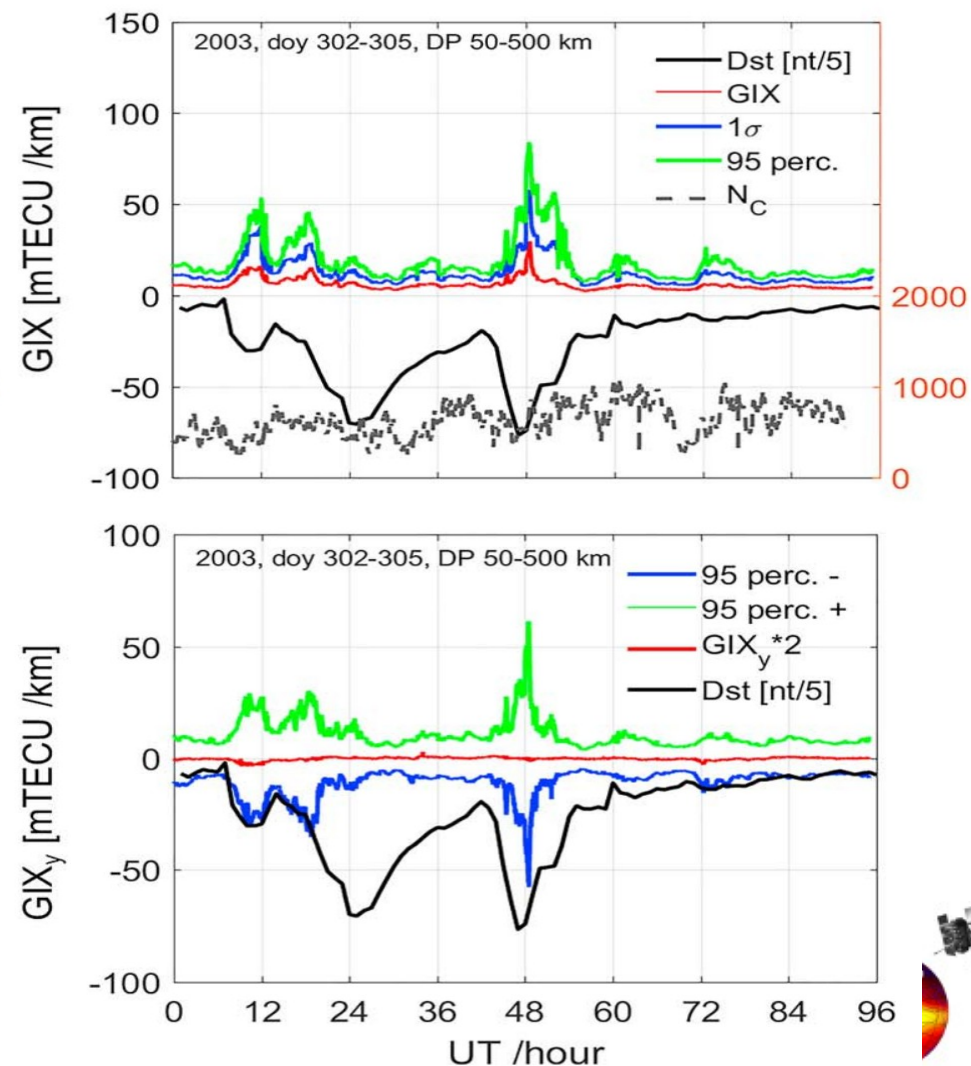 150
2003, doy 302-305, DP 50-500 km
Dst [nt/5]
GIX
1σ
95 perc.
N_C
100
50
0
-50
-100
2000
1000
0
GIX [mTECU /km]
100
2003, doy 302-305, DP 50-500 km
95 perc. -
95 perc. +
GIX_y*2
Dst [nt/5]
50
0
-50
-100
GIX_y [mTECU /km]
0 12 24 36 48 60 72 84 96
UT /hour